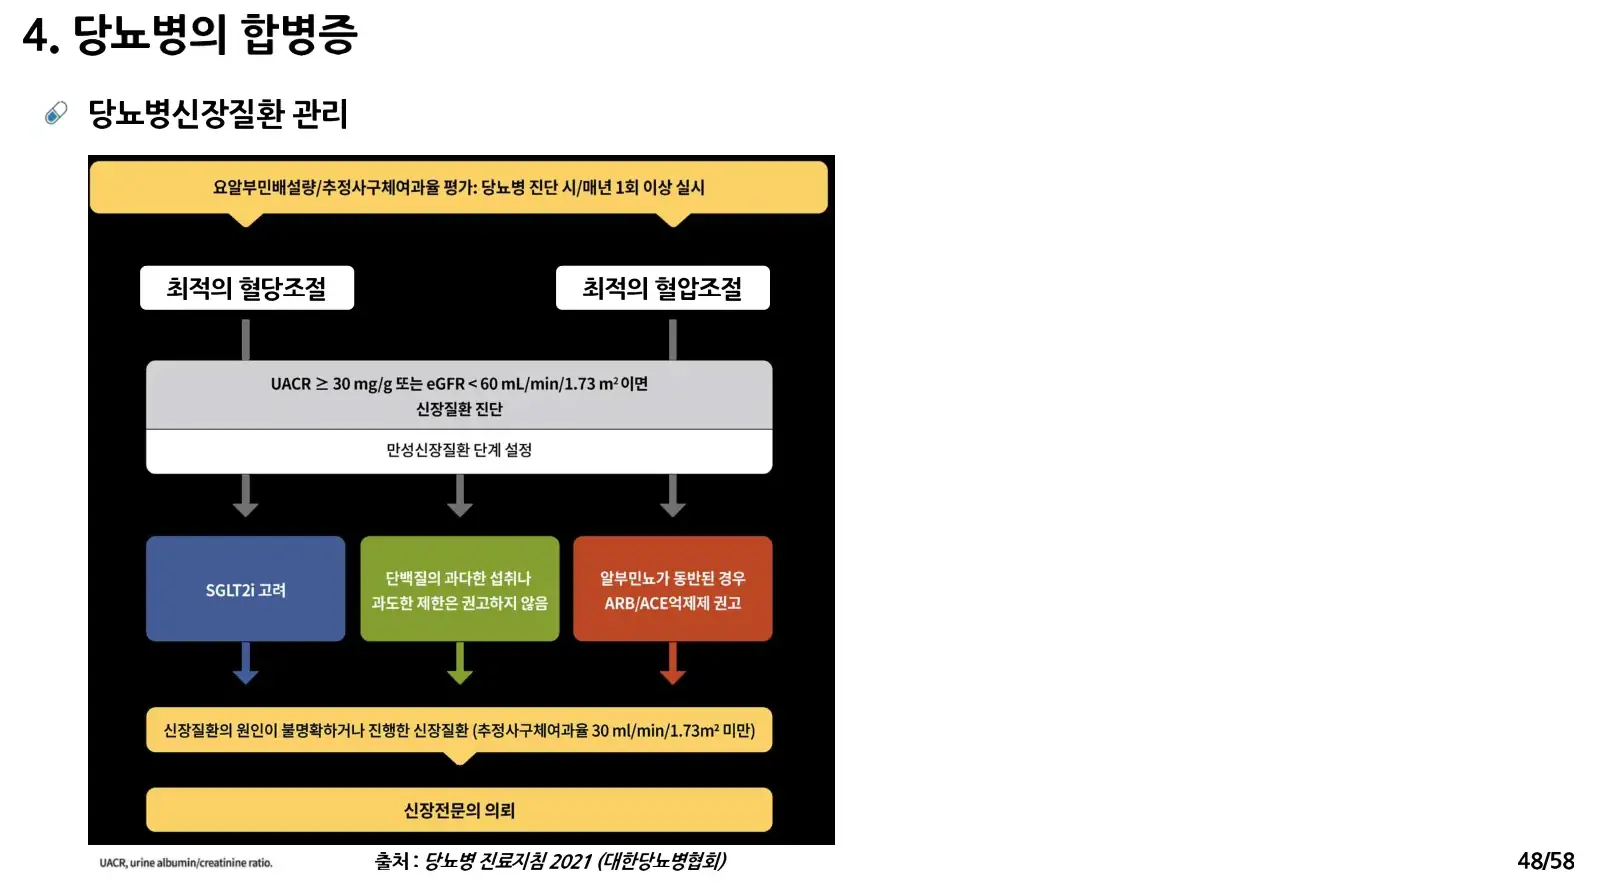 4. 당뇨병의 합병증
당뇨병신장질환 관리
요알부민배설량/추정사구체여과율 평가: 당뇨병 진단 시/매년 1회 이상 실시
최적의 혈당조절
최적의 혈압조절
UACR ≥ 30 mg/g 또는 eGFR < 60 mL/min/1.73 m² 이면
신장질환 진단
만성신장질환 단계 설정
SGLT2i 고려
단백질의 과다한 섭취나
과도한 제한은 권고하지 않음
알부민뇨가 동반된 경우
ARB/ACE억제제 권고
신장질환의 원인이 불명확하거나 진행한 신장질환 (추정사구체여과율 30 ml/min/1.73m² 미만)
신장전문의 의뢰
UACR, urine albumin/creatinine ratio.
출처 : 당뇨병 진료지침 2021 (대한당뇨병협회)
48/58